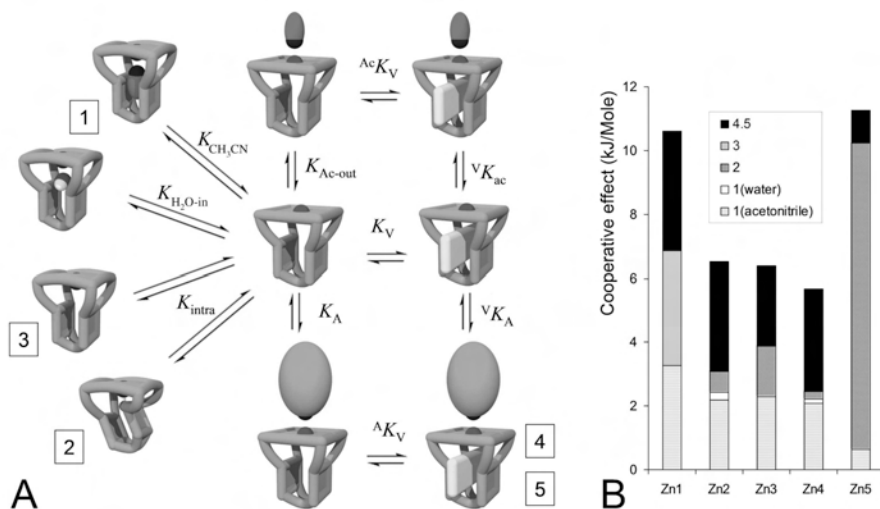 1
K_CH3CN
K_H2O-in
3
K_intra
2
^Ac K_V
K_Ac-out
^V K_ac
K_V
K_A
^V K_A
^A K_V
4
5
A
Cooperative effect (kJ/Mole)
12
10
8
6
4
2
0
4.5
3
2
1(water)
1(acetonitrile)
Zn1 Zn2 Zn3 Zn4 Zn5
B